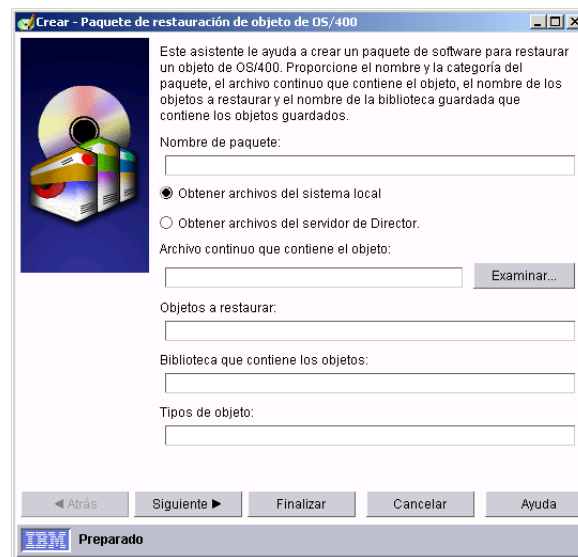 Crear - Paquete de restauración de objeto de OS/400
Este asistente le ayuda a crear un paquete de software para restaurar
un objeto de OS/400. Proporcione el nombre y la categoría del
paquete, el archivo continuo que contiene el objeto, el nombre de los
objetos a restaurar y el nombre de la biblioteca guardada que
contiene los objetos guardados.
Nombre de paquete:
Obtener archivos del sistema local
Obtener archivos del servidor de Director.
Archivo continuo que contiene el objeto:
Examinar...
Objetos a restaurar:
Biblioteca que contiene los objetos:
Tipos de objeto:
Atrás Siguiente Finalizar Cancelar Ayuda
IBM Preparado